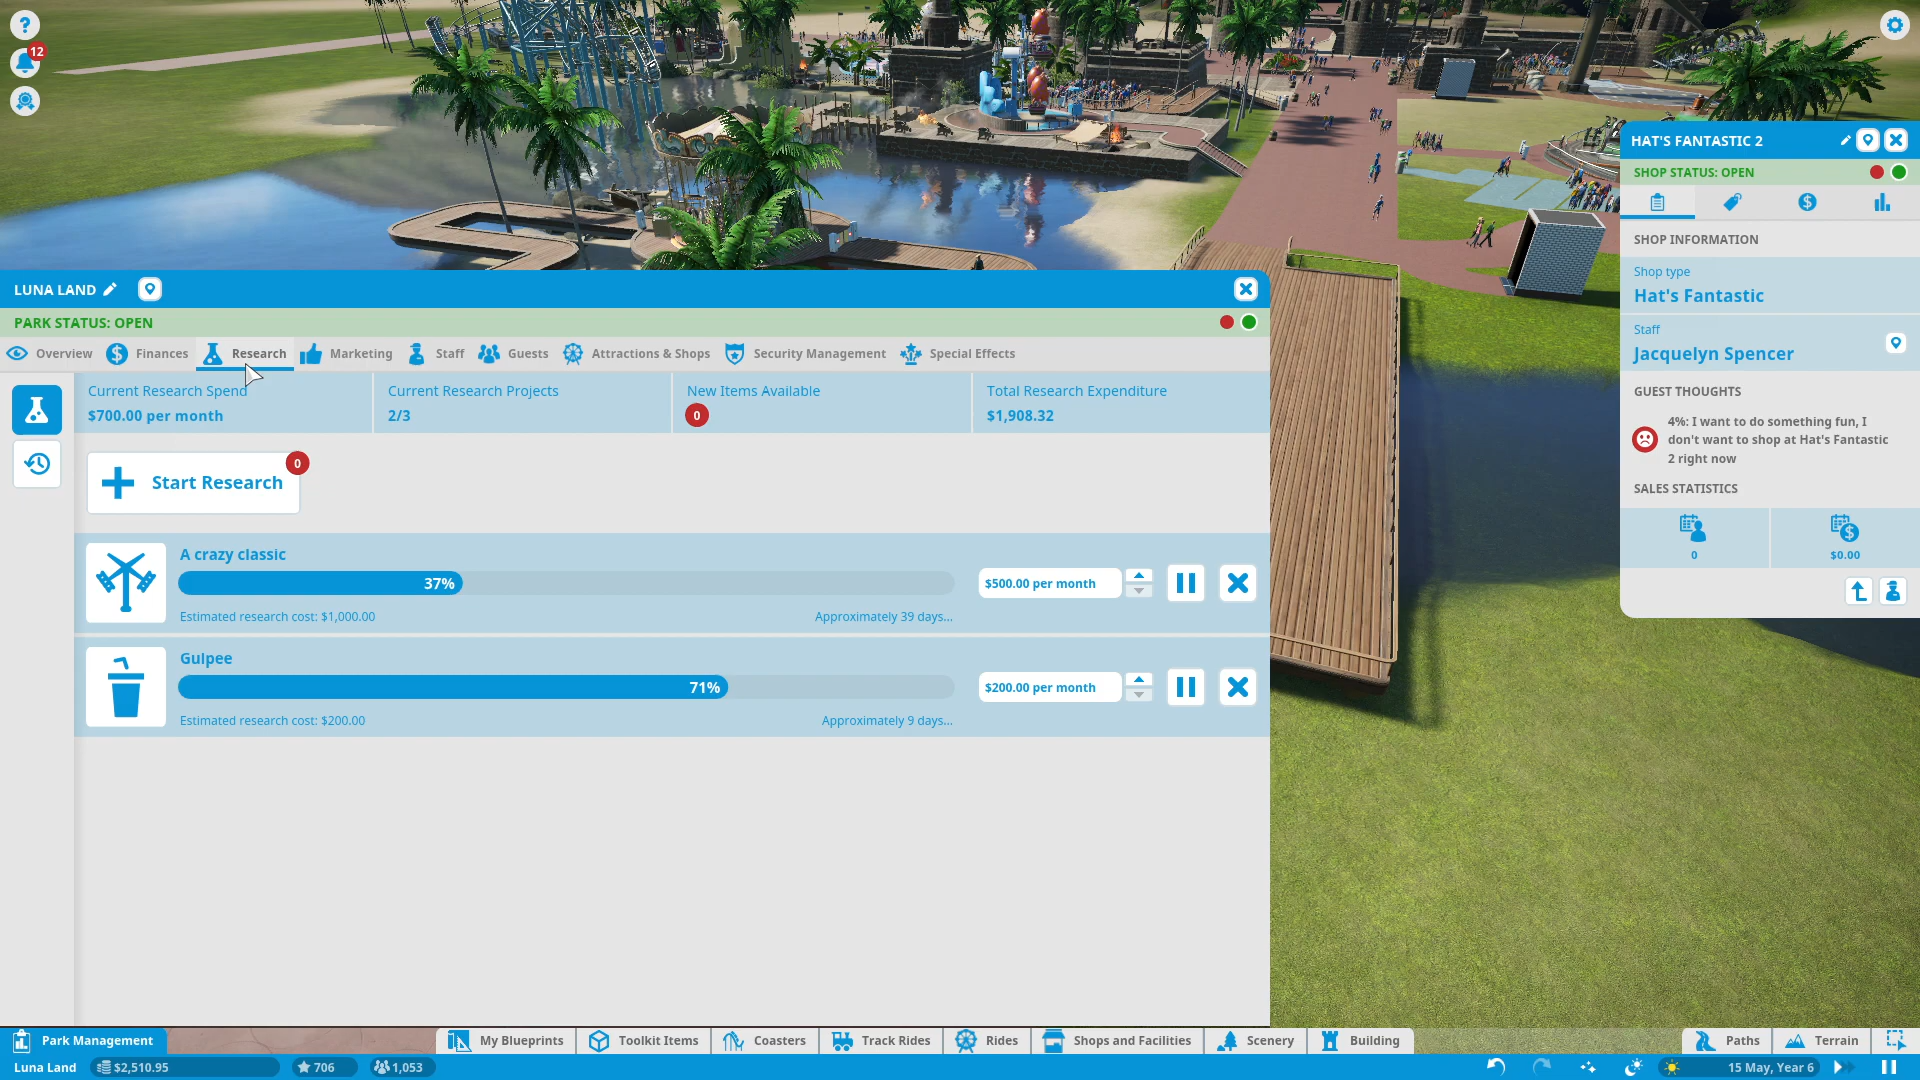 ?
12
HAT'S FANTASTIC 2
SHOP STATUS: OPEN
SHOP INFORMATION
Shop type
Hat's Fantastic
Staff
Jacquelyn Spencer
GUEST THOUGHTS
4%: I want to do something fun, I
don't want to shop at Hat's Fantastic
2 right now
SALES STATISTICS
0
$0.00
LUNA LAND
PARK STATUS: OPEN
Overview
Finances
Research
Marketing
Staff
Guests
Attractions & Shops
Security Management
Special Effects
Current Research Spend
$700.00 per month
Current Research Projects
2/3
New Items Available
0
Total Research Expenditure
$1,908.32
Start Research
0
A crazy classic
37%
$500.00 per month
Estimated research cost: $1,000.00
Approximately 39 days...
Gulpee
71%
$200.00 per month
Estimated research cost: $200.00
Approximately 9 days...
Park Management
My Blueprints
Toolkit Items
Coasters
Track Rides
Rides
Shops and Facilities
Scenery
Building
Paths
Terrain
Luna Land
$2,510.95
706
1,053
15 May, Year 6